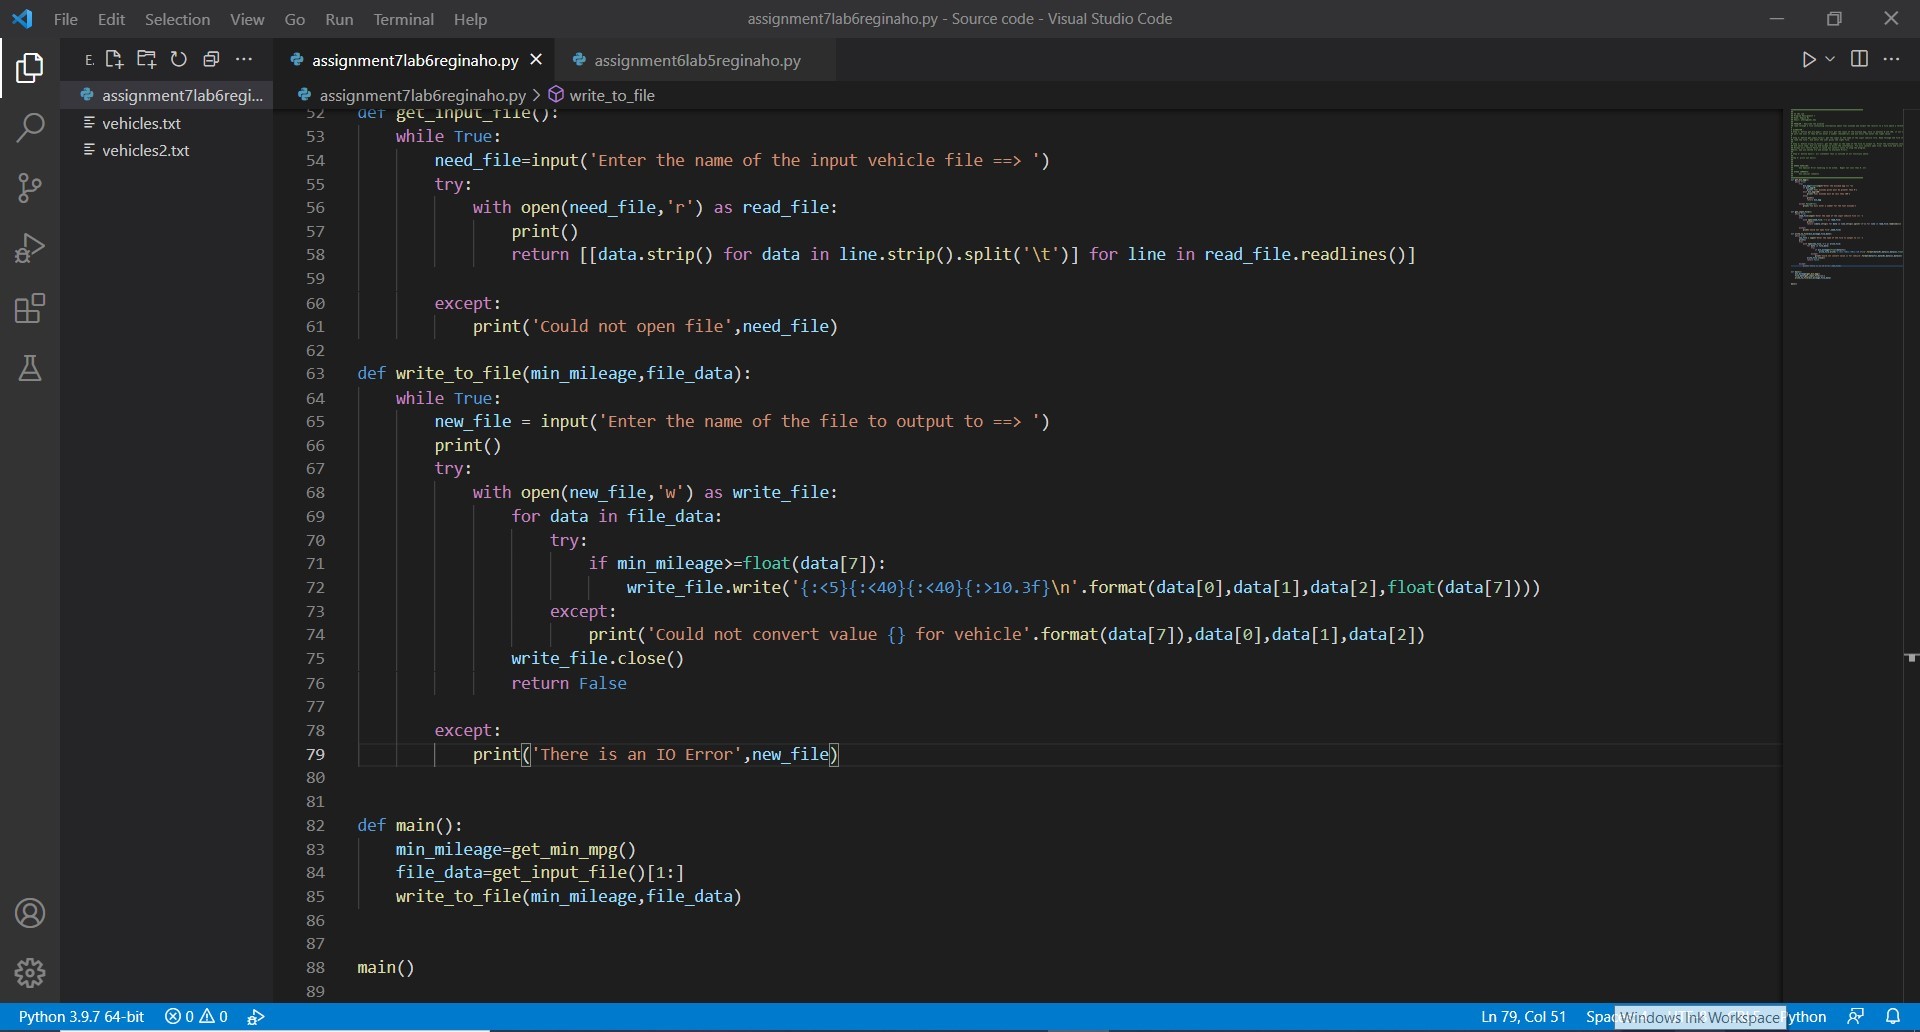 File Edit Selection View Go Run Terminal Help
assignment7lab6reginaho.py - Source code - Visual Studio Code
E.
assignment7lab6reginaho.py
assignment6lab5reginaho.py
assignment7lab6regi...
vehicles.txt
vehicles2.txt
assignment7lab6reginaho.py > write_to_file
52 def get_input_file():
53     while True:
54         need_file=input('Enter the name of the input vehicle file ==> ')
55         try:
56             with open(need_file,'r') as read_file:
57                 print()
58                 return [[data.strip() for data in line.strip().split('\t')] for line in read_file.readlines()]
59
60         except:
61             print('Could not open file',need_file)
62
63 def write_to_file(min_mileage,file_data):
64     while True:
65         new_file = input('Enter the name of the file to output to ==> ')
66         print()
67         try:
68             with open(new_file,'w') as write_file:
69                 for data in file_data:
70                     try:
71                         if min_mileage>=float(data[7]):
72                             write_file.write('{:<5}{:<40}{:<40}{:>10.3f}\n'.format(data[0],data[1],data[2],float(data[7])))
73                     except:
74                         print('Could not convert value {} for vehicle'.format(data[7]),data[0],data[1],data[2])
75                 write_file.close()
76                 return False
77
78         except:
79             print('There is an IO Error',new_file)
80
81
82 def main():
83     min_mileage=get_min_mpg()
84     file_data=get_input_file()[1:]
85     write_to_file(min_mileage,file_data)
86
87
88 main()
89
Python 3.9.7 64-bit
0 0
Ln 79, Col 51
Windows Ink Workspace